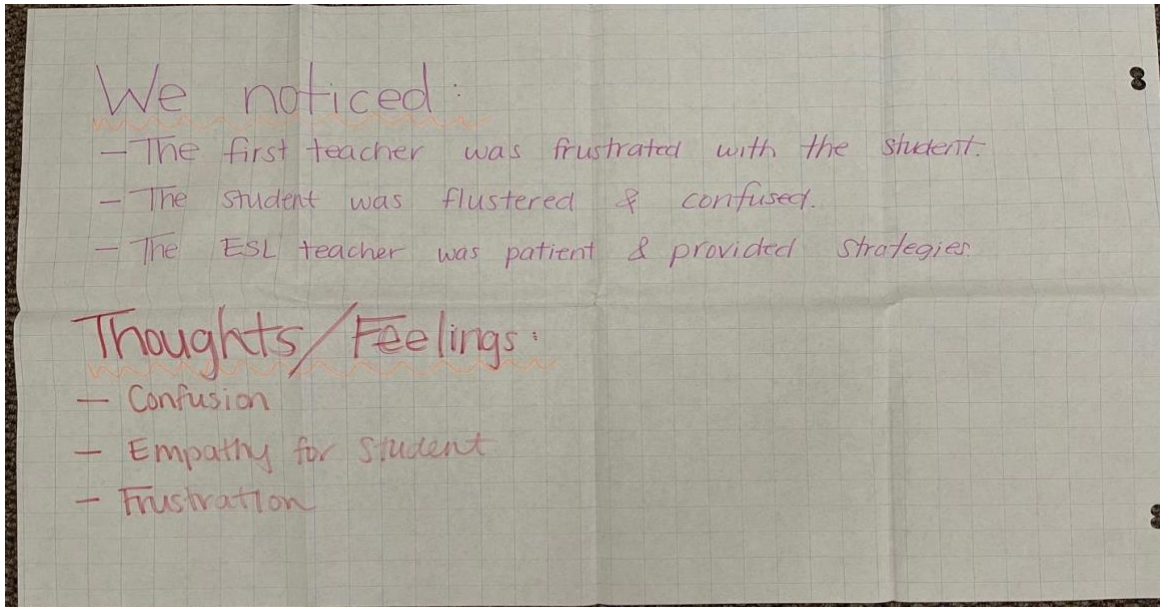 We noticed:
- The first teacher was frustrated with the student.
- The student was flustered & confused.
- The ESL teacher was patient & provided strategies.
Thoughts/Feelings:
- Confusion
- Empathy for student
- Frustration